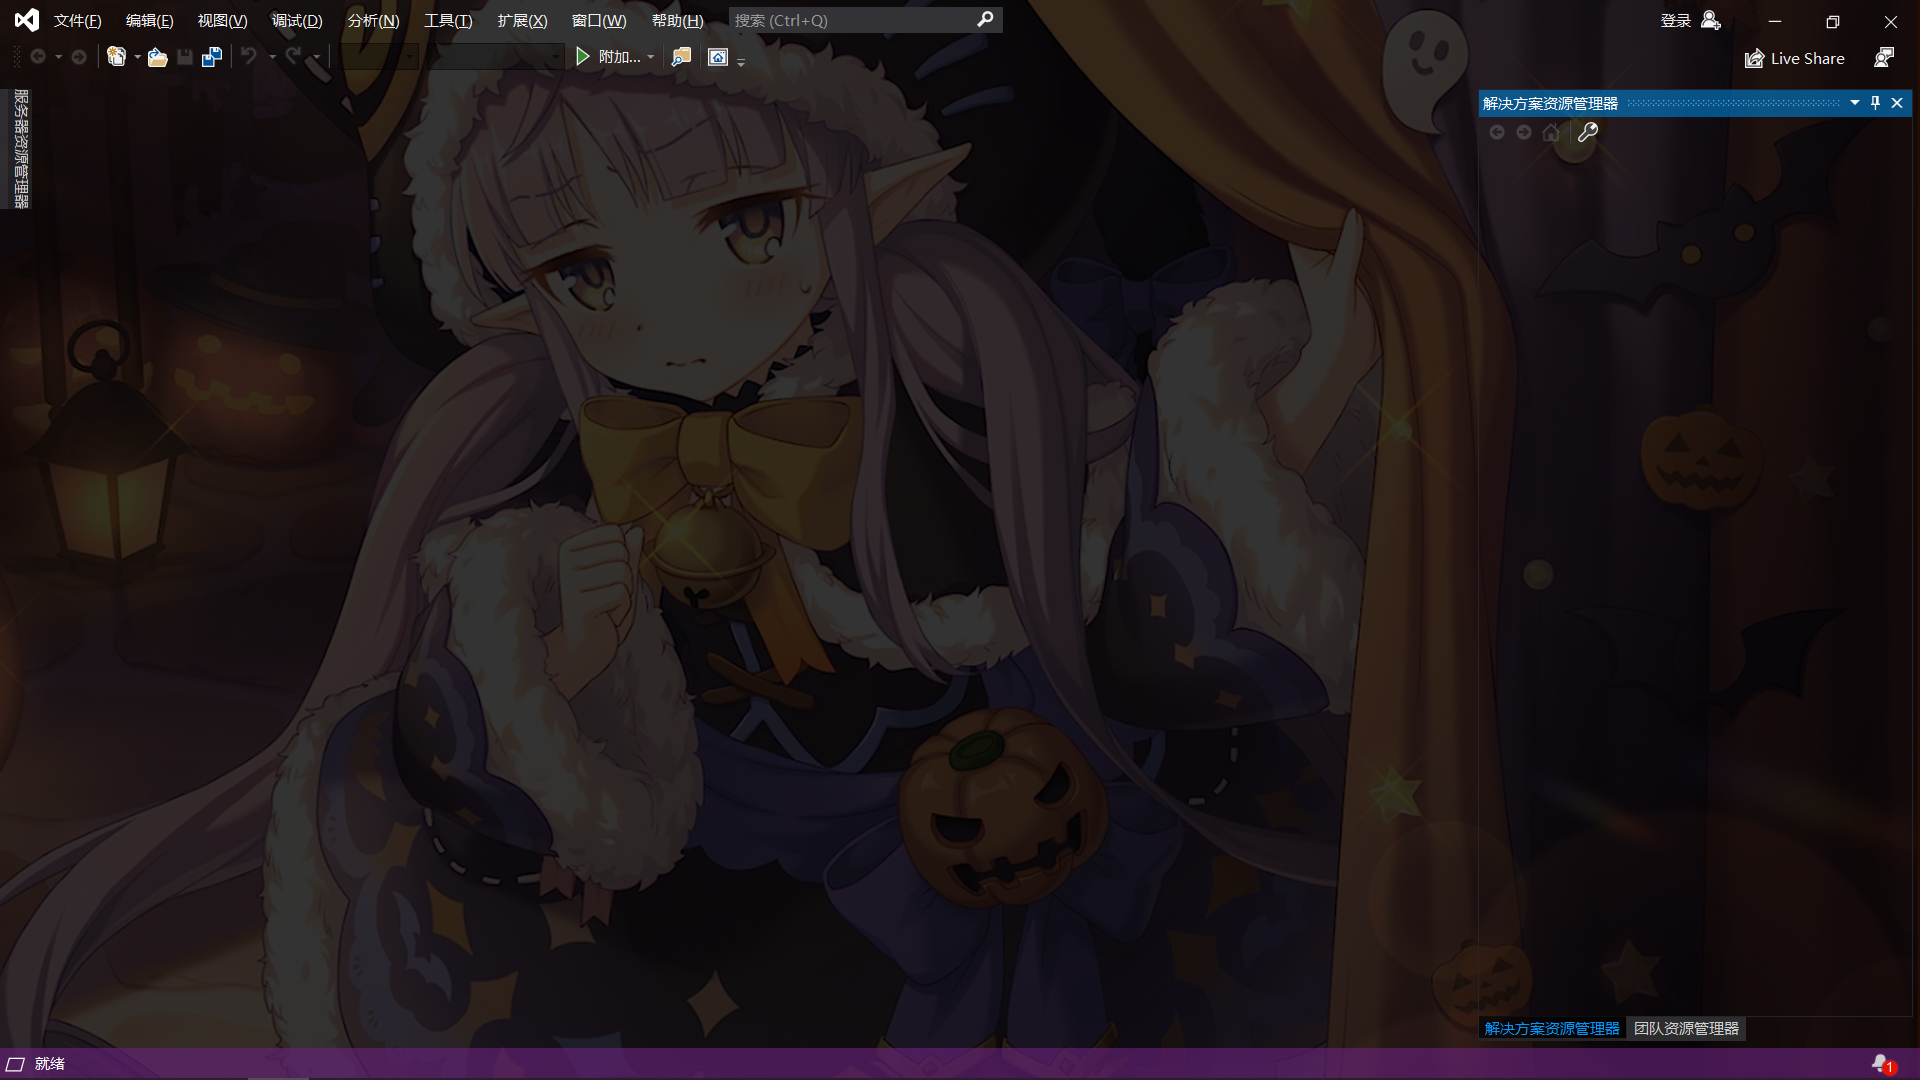 文件(F) 编辑(E) 视图(V) 调试(D) 分析(N) 工具(T) 扩展(X) 窗口(W) 帮助(H) 搜索 (Ctrl+Q) 登录
附加... Live Share
服务器资源管理器
解决方案资源管理器
解决方案资源管理器 团队资源管理器
就绪 1